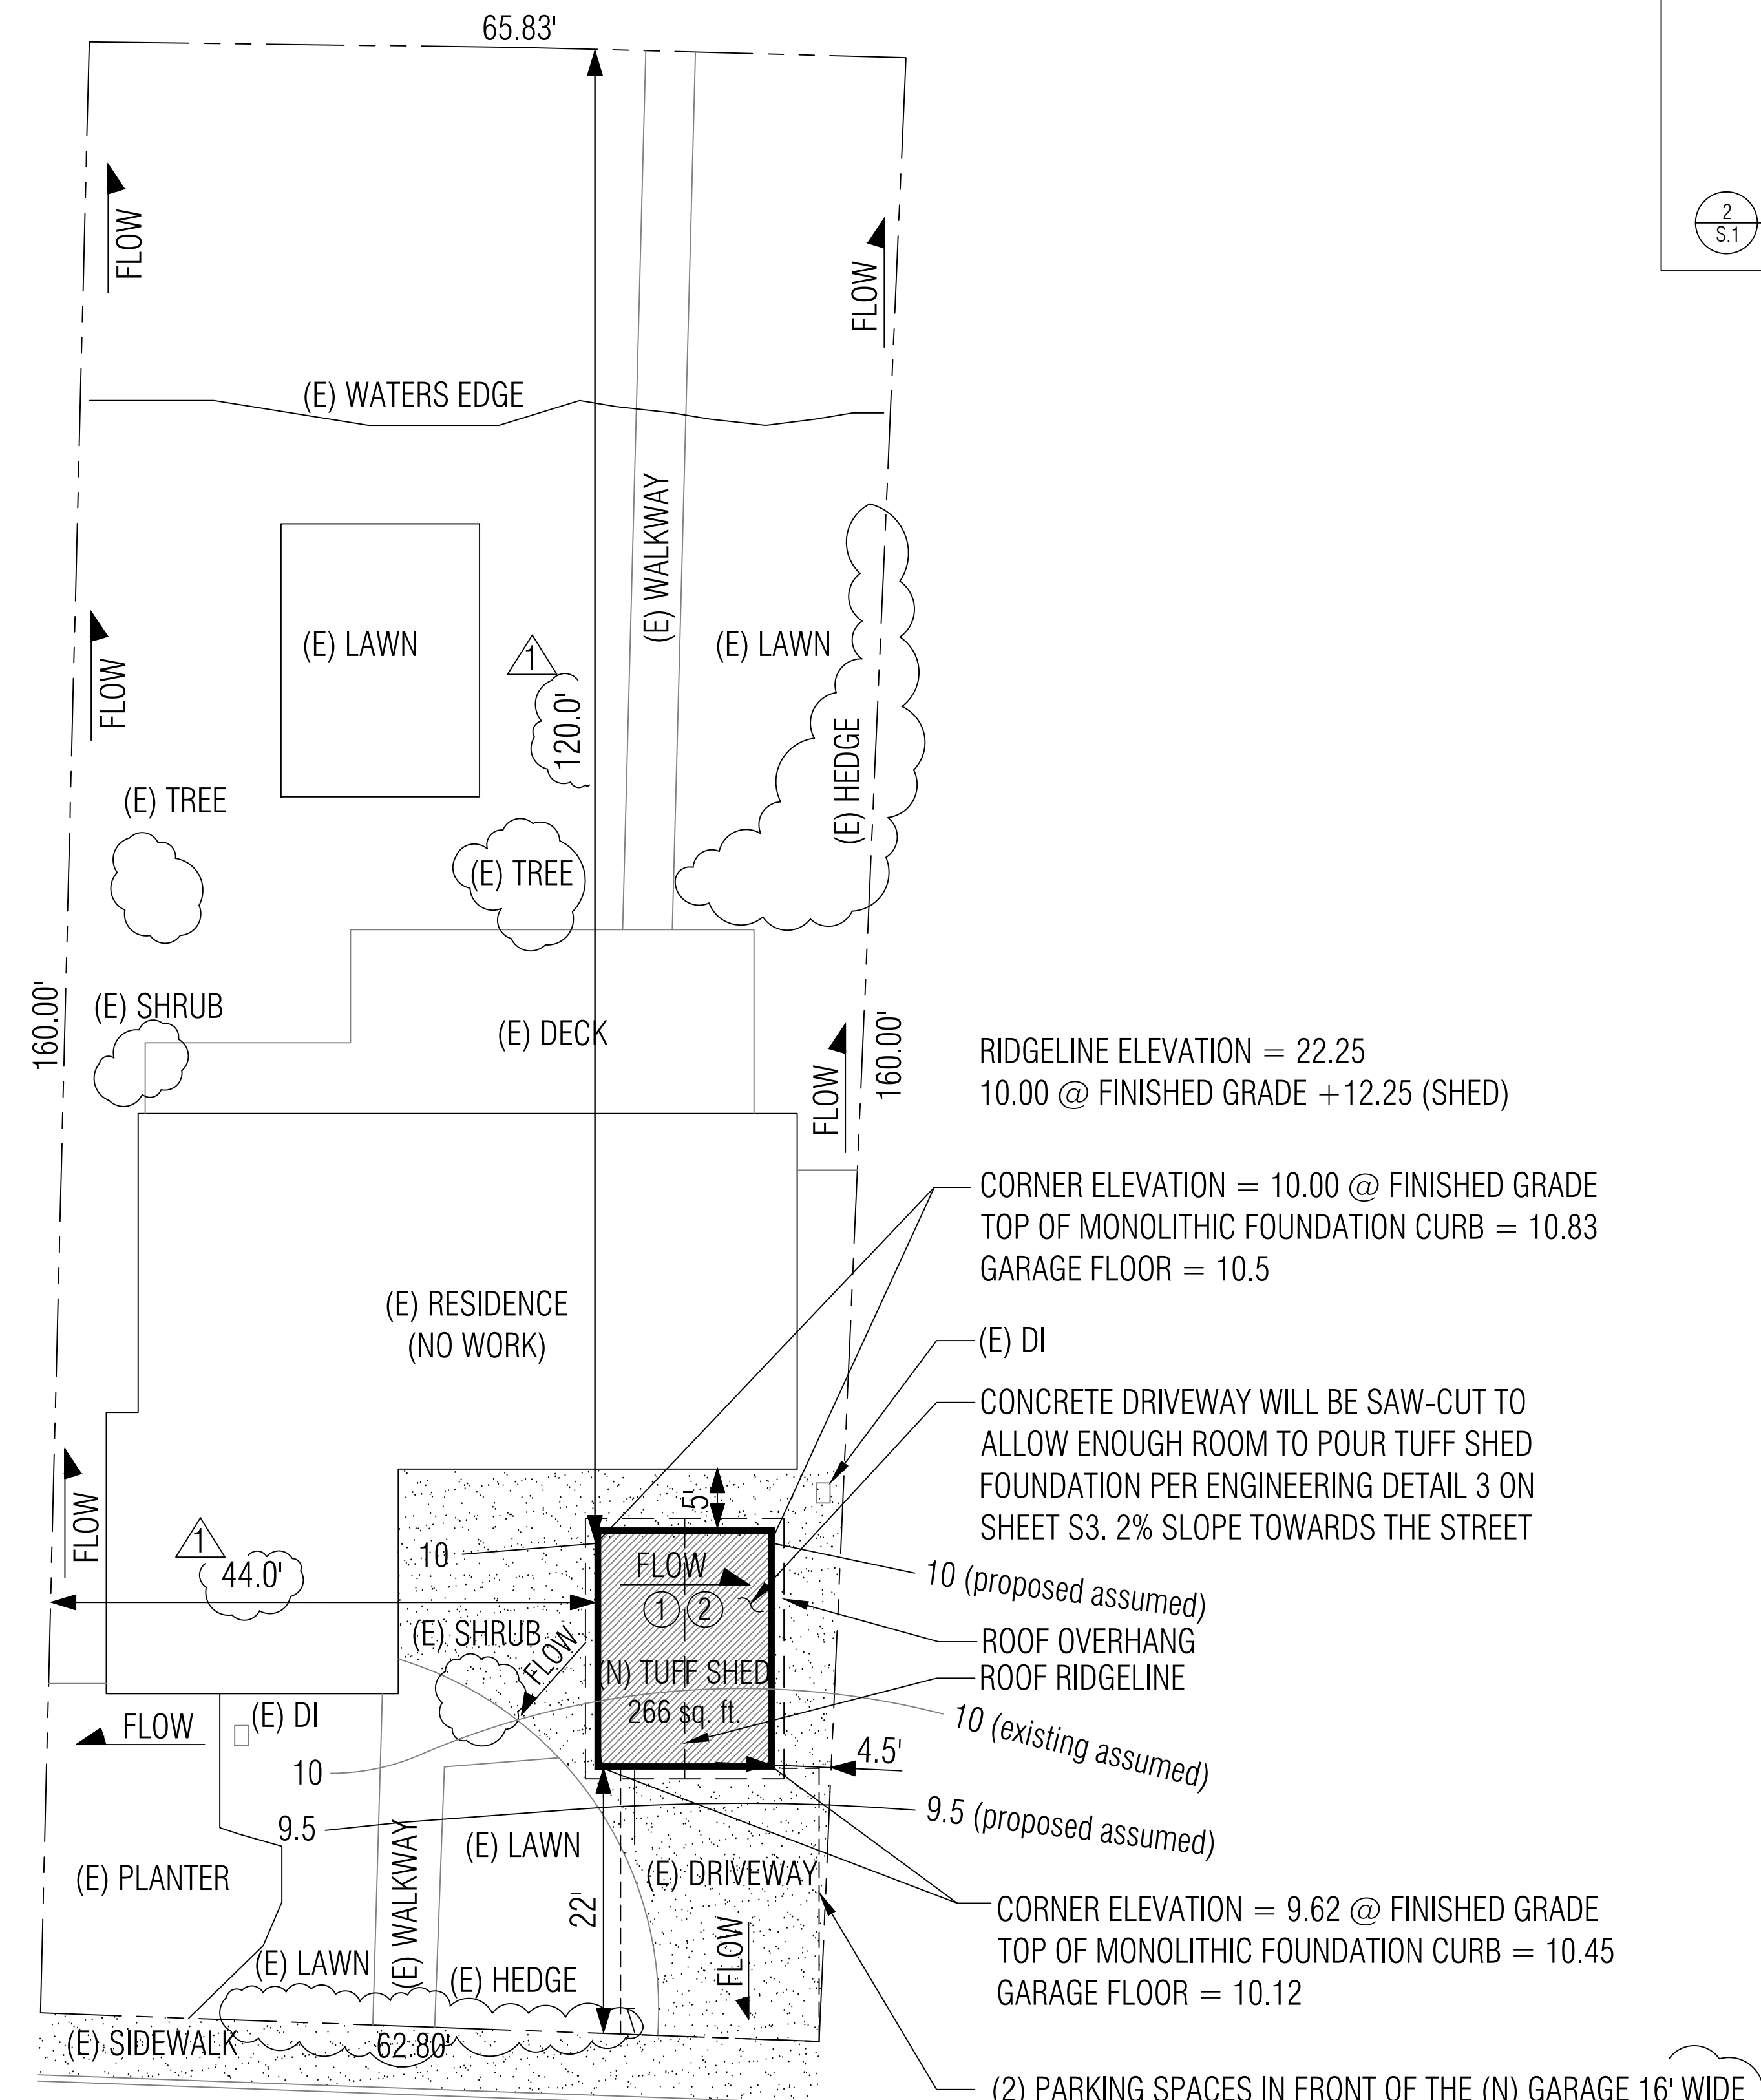 65.83'
2
S.1
FLOW
FLOW
(E) WATERS EDGE
(E) WALKWAY
(E) LAWN
1
(E) LAWN
FLOW
120.0'
(E) HEDGE
(E) TREE
(E) TREE
160.00'
(E) SHRUB
(E) DECK
160.00'
FLOW
RIDGELINE ELEVATION = 22.25
10.00 @ FINISHED GRADE +12.25 (SHED)
CORNER ELEVATION = 10.00 @ FINISHED GRADE
TOP OF MONOLITHIC FOUNDATION CURB = 10.83
GARAGE FLOOR = 10.5
(E) RESIDENCE
(NO WORK)
(E) DI
CONCRETE DRIVEWAY WILL BE SAW-CUT TO
ALLOW ENOUGH ROOM TO POUR TUFF SHED
FOUNDATION PER ENGINEERING DETAIL 3 ON
SHEET S3. 2% SLOPE TOWARDS THE STREET
5'
FLOW
1
44.0'
10
FLOW
1 2
10 (proposed assumed)
(E) SHRUB
FLOW
ROOF OVERHANG
(N) TUFF SHED
266 sq. ft.
ROOF RIDGELINE
FLOW
(E) DI
10 (existing assumed)
4.5'
10
9.5
9.5 (proposed assumed)
(E) PLANTER
(E) WALKWAY
(E) LAWN
(E) DRIVEWAY
22'
CORNER ELEVATION = 9.62 @ FINISHED GRADE
TOP OF MONOLITHIC FOUNDATION CURB = 10.45
GARAGE FLOOR = 10.12
FLOW
(E) LAWN
(E) HEDGE
(E) SIDEWALK
62.80'
(2) PARKING SPACES IN FRONT OF THE (N) GARAGE 16' WIDE